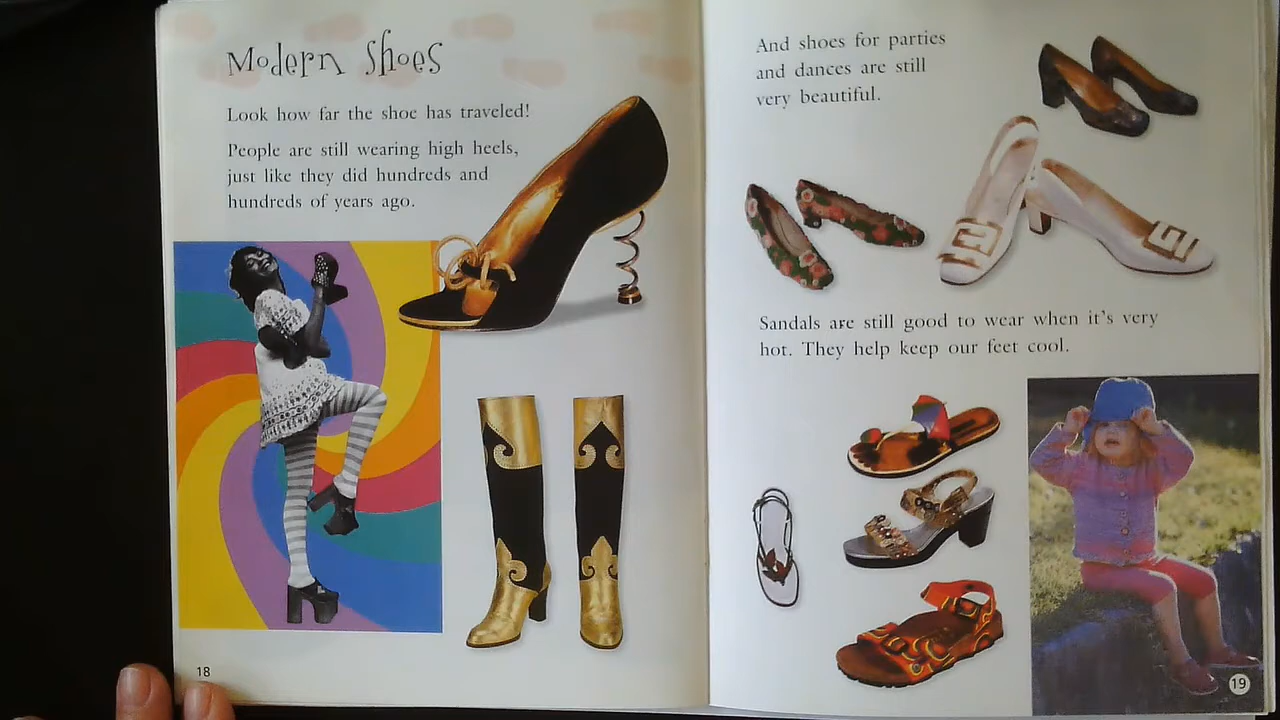 Modern Shoes
Look how far the shoe has traveled!
People are still wearing high heels,
just like they did hundreds and
hundreds of years ago.
18
And shoes for parties
and dances are still
very beautiful.
Sandals are still good to wear when it's very
hot. They help keep our feet cool.
19